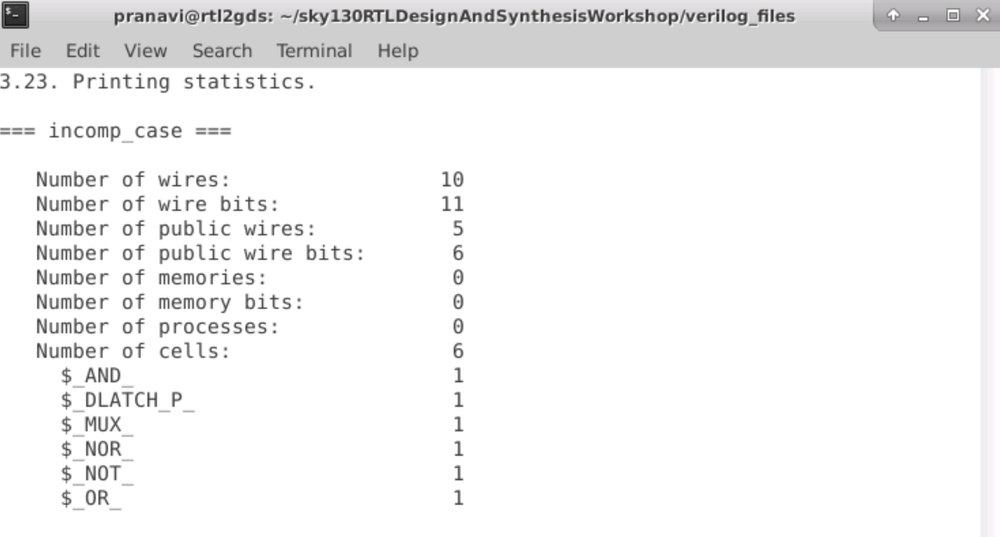 pranavi@rtl2gds: ~/sky130RTLDesignAndSynthesisWorkshop/verilog_files
File Edit View Search Terminal Help
3.23. Printing statistics.
=== incomp_case ===
Number of wires: 10
Number of wire bits: 11
Number of public wires: 5
Number of public wire bits: 6
Number of memories: 0
Number of memory bits: 0
Number of processes: 0
Number of cells: 6
$_AND_ 1
$_DLATCH_P_ 1
$_MUX_ 1
$_NOR_ 1
$_NOT_ 1
$_OR_ 1